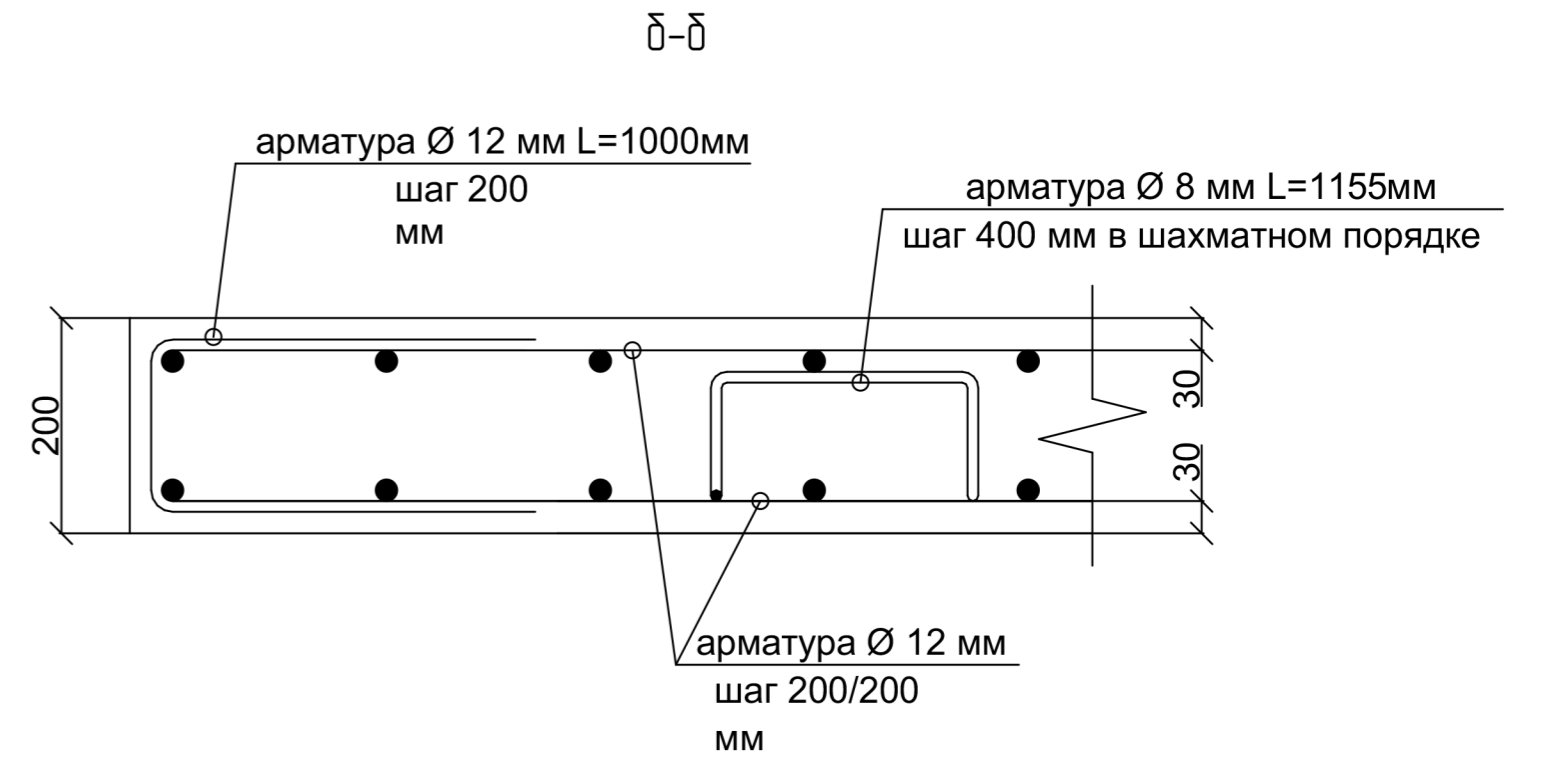 δ-δ
арматура Ø 12 мм L=1000мм
шаг 200
мм
арматура Ø 8 мм L=1155мм
шаг 400 мм в шахматном порядке
200
30
30
арматура Ø 12 мм
шаг 200/200
мм